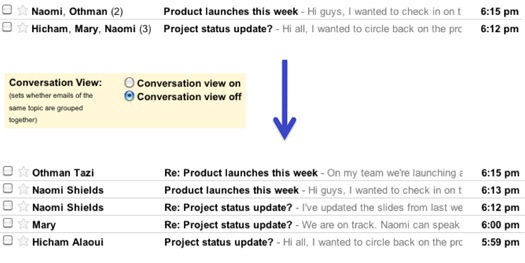 Naomi, Othman (2) Product launches this week - Hi guys, I wanted to check in on t 6:15 pm
Hicham, Mary, Naomi (3) Project status update? - Hi all, I wanted to circle back on the prc 6:12 pm
Conversation View:
(sets whether emails of the
same topic are grouped
together)
Conversation view on
Conversation view off
Othman Tazi Re: Product launches this week - On my team we're launching a 6:15 pm
Naomi Shields Product launches this week - Hi guys, I wanted to check in on t 6:13 pm
Naomi Shields Re: Project status update? - I've updated the slides from last we 6:12 pm
Mary Re: Project status update? - We are on track. Naomi can speak 6:00 pm
Hicham Alaoui Project status update? - Hi all, I wanted to circle back on the prc 5:59 pm